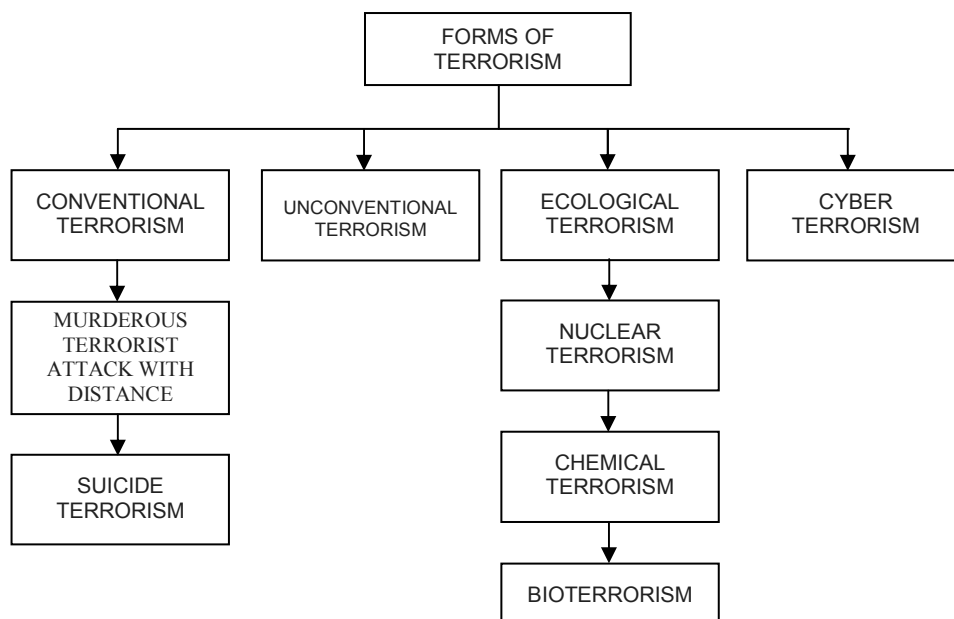 FORMS OF
TERRORISM
CONVENTIONAL
TERRORISM
UNCONVENTIONAL
TERRORISM
ECOLOGICAL
TERRORISM
CYBER
TERRORISM
MURDEROUS
TERRORIST
ATTACK WITH
DISTANCE
NUCLEAR
TERRORISM
SUICIDE
TERRORISM
CHEMICAL
TERRORISM
BIOTERRORISM